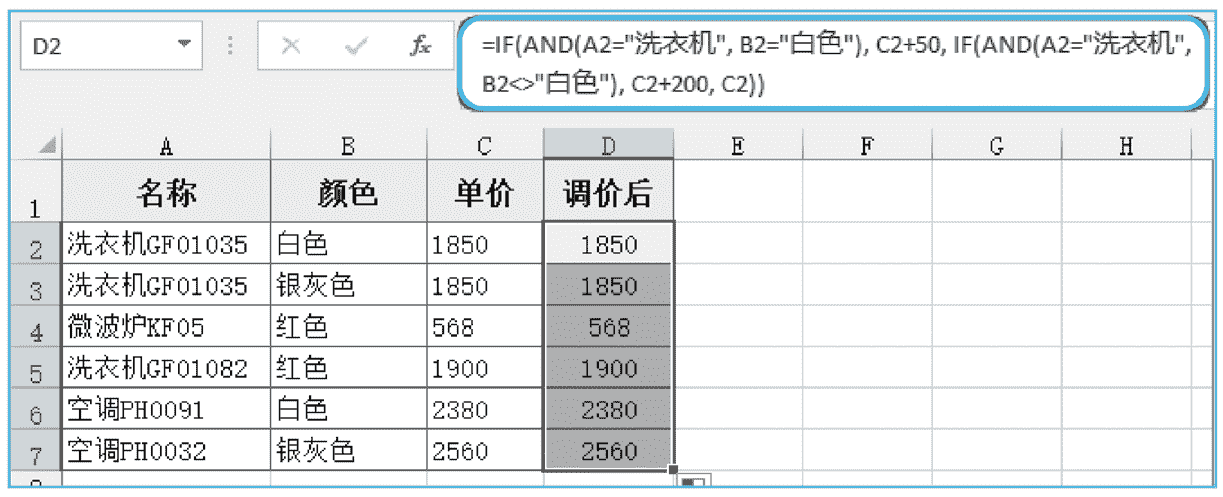 D2 fx =IF(AND(A2="洗衣机", B2="白色"), C2+50, IF(AND(A2="洗衣机",
B2<>"白色"), C2+200, C2))
A B C D E F G H
1 名称 颜色 单价 调价后
2 洗衣机GF01035 白色 1850 1850
3 洗衣机GF01035 银灰色 1850 1850
4 微波炉KF05 红色 568 568
5 洗衣机GF01082 红色 1900 1900
6 空调PH0091 白色 2380 2380
7 空调PH0032 银灰色 2560 2560